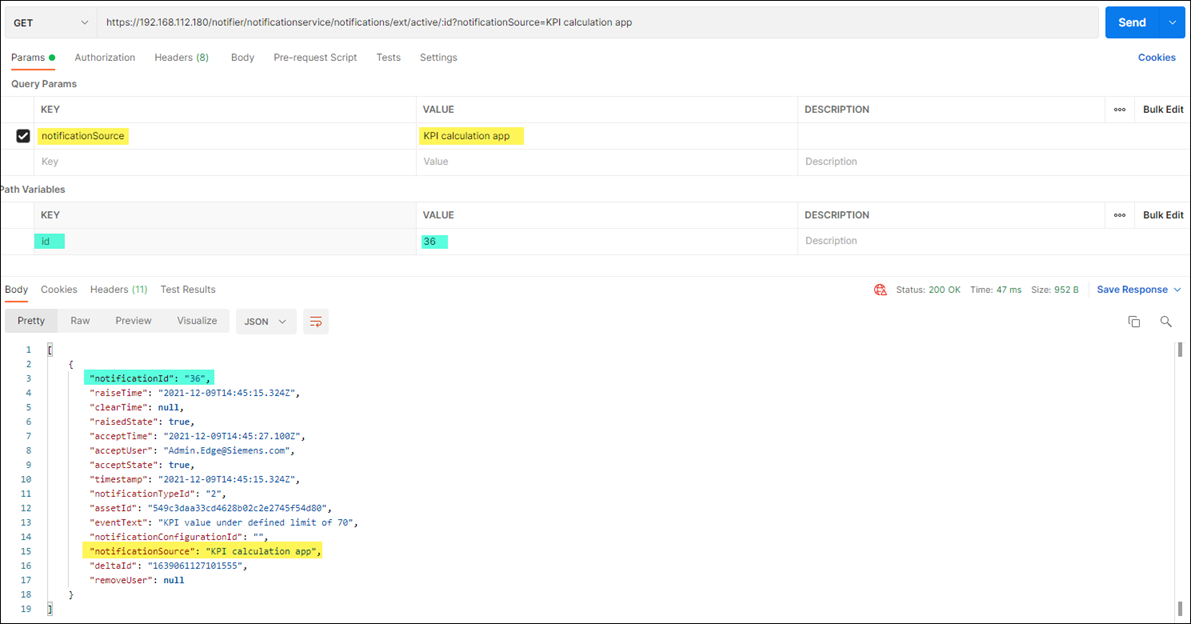 GET https://192.168.112.180/notifier/notificationservice/notifications/ext/active/:id?notificationSource=KPI calculation app Send
Params Authorization Headers (8) Body Pre-request Script Tests Settings Cookies
Query Params
KEY VALUE DESCRIPTION Bulk Edit
notificationSource KPI calculation app
Key Value Description
Path Variables
KEY VALUE DESCRIPTION Bulk Edit
id 36 Description
Body Cookies Headers (11) Test Results Status: 200 OK Time: 47 ms Size: 952 B Save Response
Pretty Raw Preview Visualize JSON
1 [
2 {
3 "notificationId": "36",
4 "raiseTime": "2021-12-09T14:45:15.324Z",
5 "clearTime": null,
6 "raisedState": true,
7 "acceptTime": "2021-12-09T14:45:27.100Z",
8 "acceptUser": "Admin.Edge@Siemens.com",
9 "acceptState": true,
10 "timestamp": "2021-12-09T14:45:15.324Z",
11 "notificationTypeId": "2",
12 "assetId": "549c3daa33cd4628b02c2e2745f54d80",
13 "eventText": "KPI value under defined limit of 70",
14 "notificationConfigurationId": "",
15 "notificationSource": "KPI calculation app",
16 "deltaId": "1639061127101555",
17 "removeUser": null
18 }
19 ]